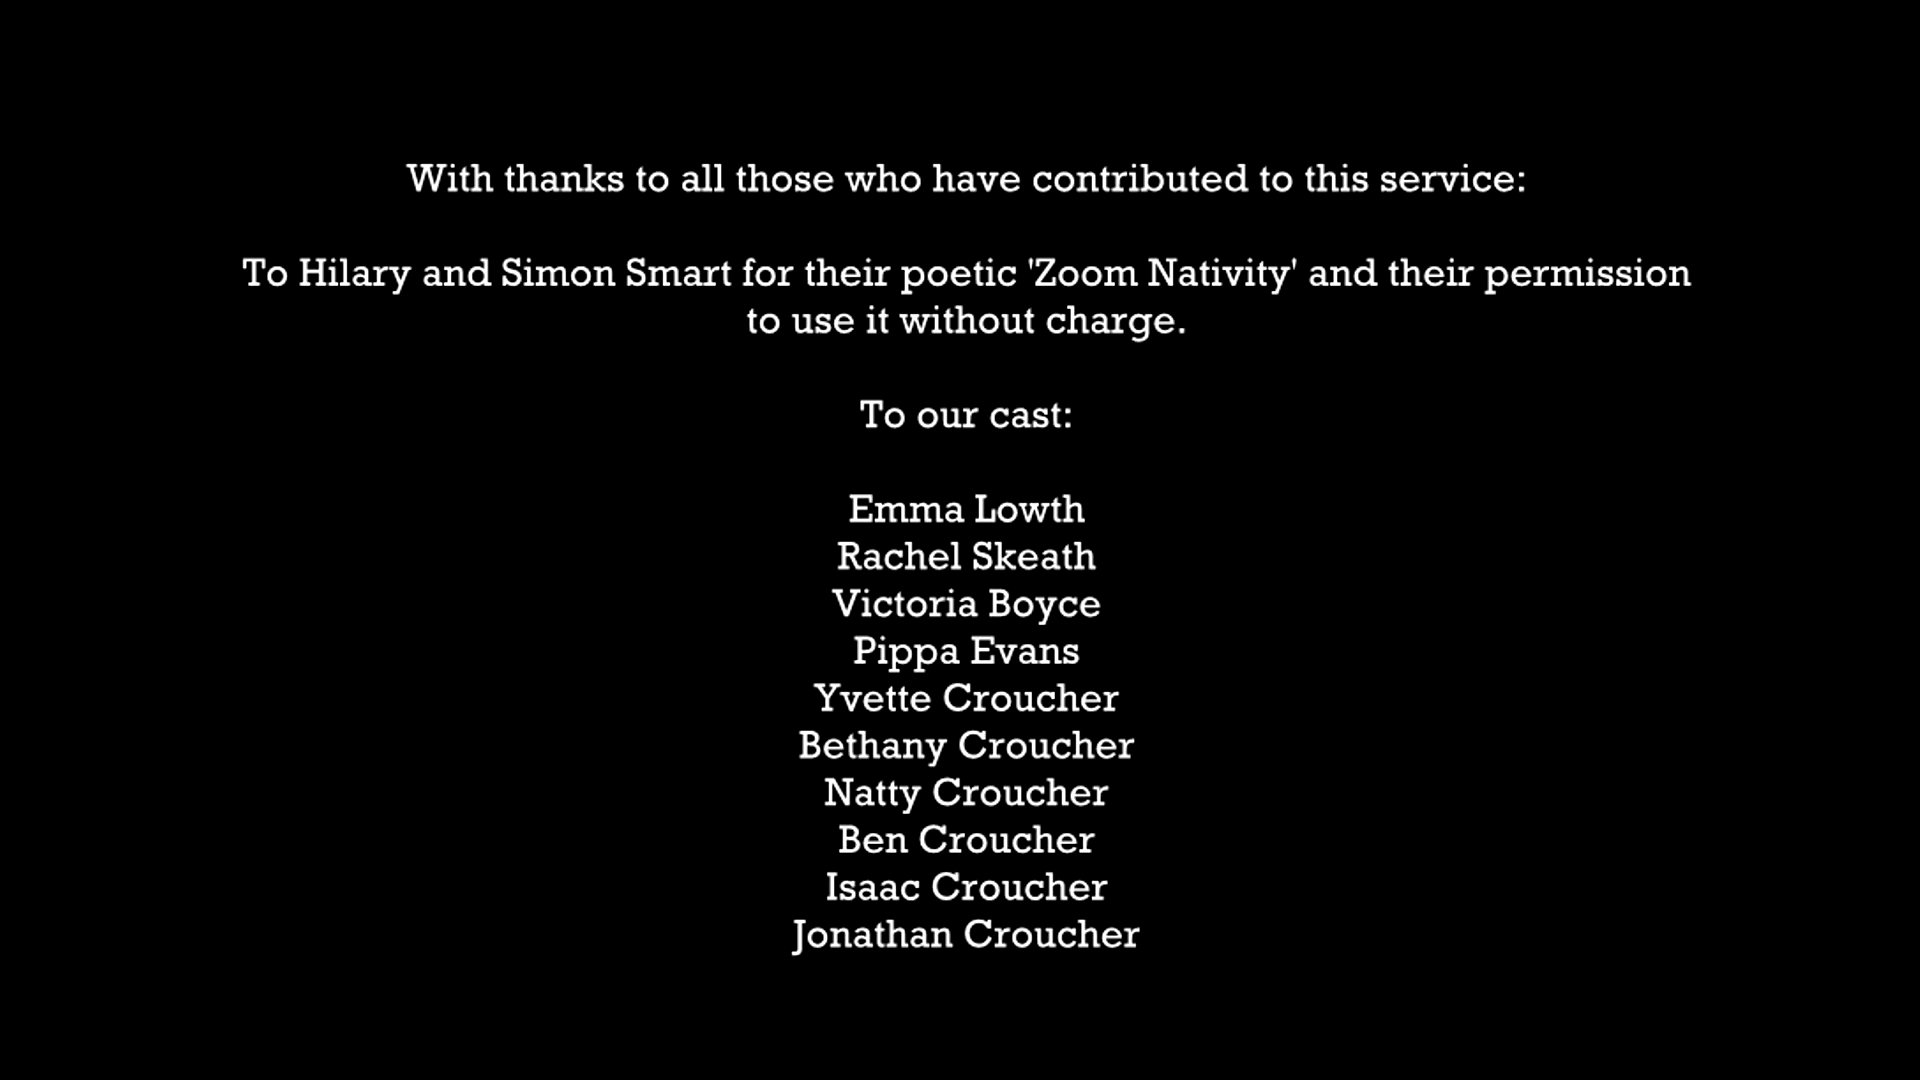 With thanks to all those who have contributed to this service:
To Hilary and Simon Smart for their poetic 'Zoom Nativity' and their permission
to use it without charge.
To our cast:
Emma Lowth
Rachel Skeath
Victoria Boyce
Pippa Evans
Yvette Croucher
Bethany Croucher
Natty Croucher
Ben Croucher
Isaac Croucher
Jonathan Croucher